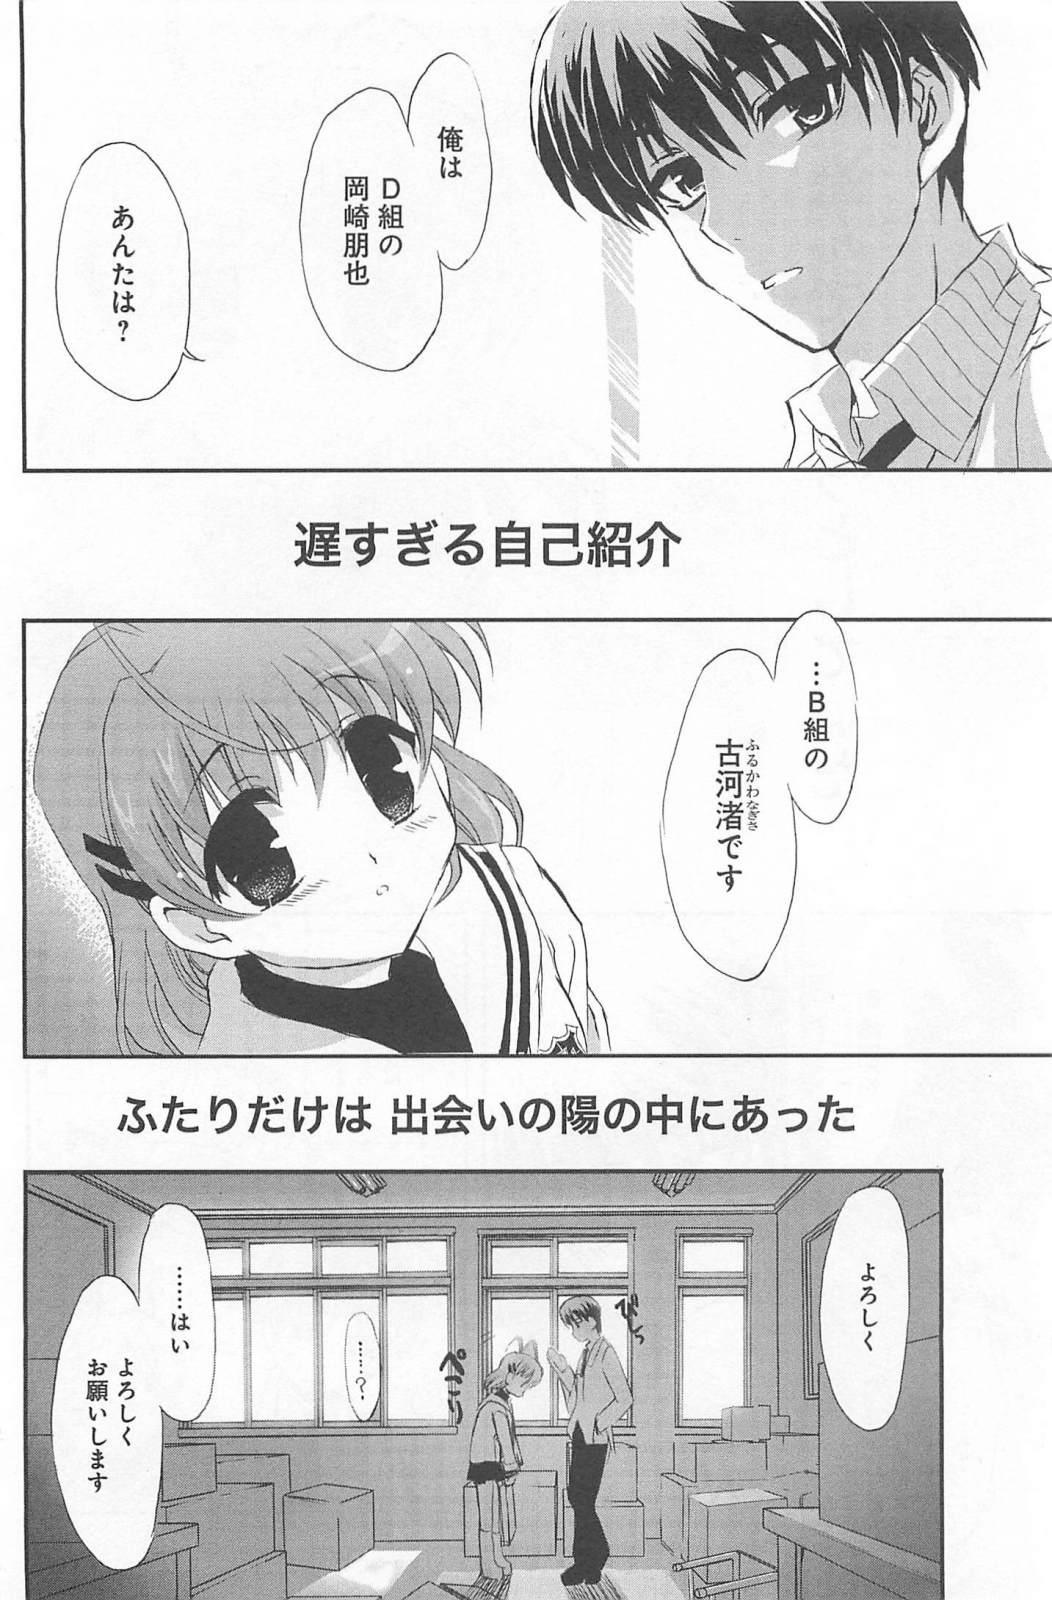 俺は
D組の
岡崎朋也
あんたは?
遅すぎる自己紹介
…B組の
古河渚です
ふるかわなぎさ
ふたりだけは 出会いの陽の中にあった
よろしく
びら
……?
ペこり
……はい
よろしく
お願いします